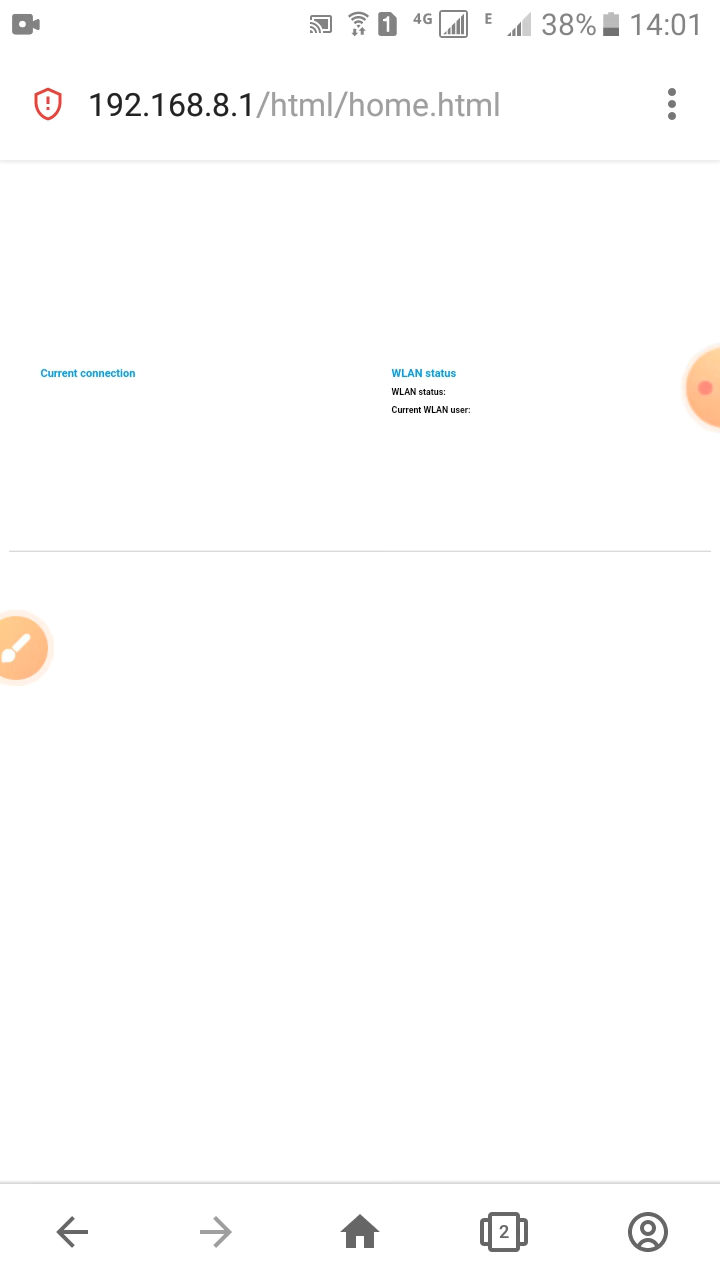 4G E 38% 14:01
192.168.8.1/html/home.html
Current connection
WLAN status
WLAN status:
Current WLAN user:
2